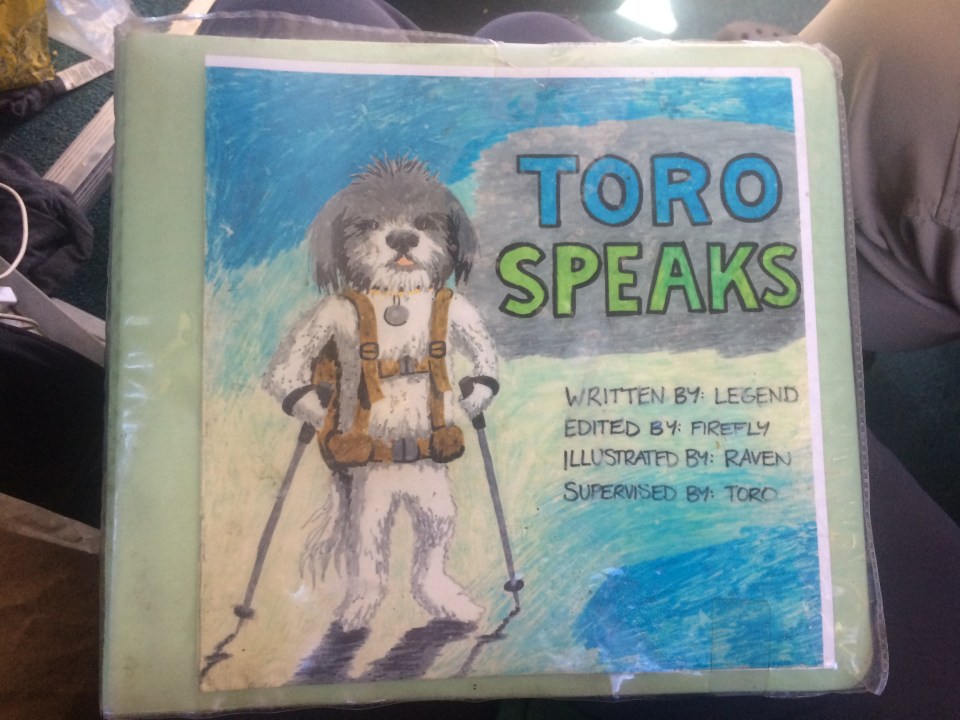 TORO
SPEAKS
WRITTEN BY: LEGEND
EDITED BY: FIREFLY
ILLUSTRATED BY: RAVEN
SUPERVISED BY: TORO